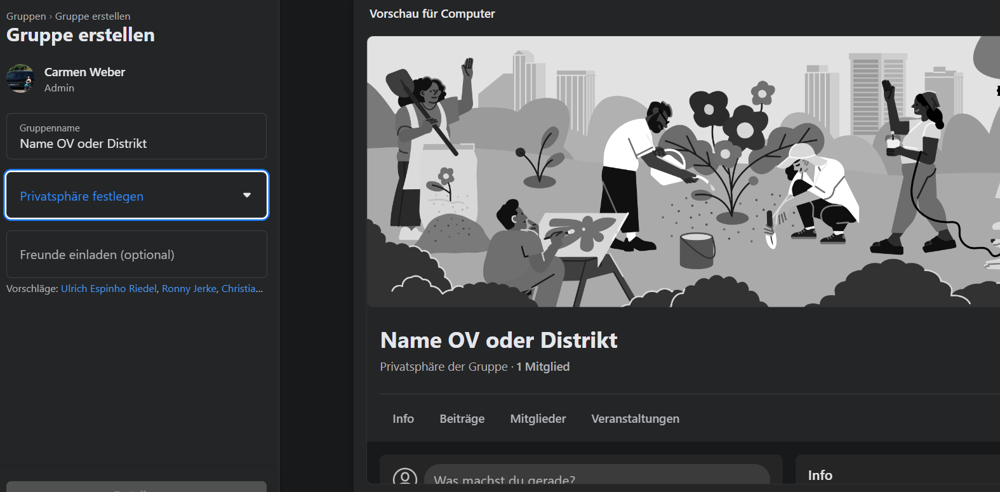 Gruppen › Gruppe erstellen
Gruppe erstellen
Carmen Weber
Admin
Gruppenname
Name OV oder Distrikt
Privatsphäre festlegen
Freunde einladen (optional)
Vorschläge: Ulrich Espinho Riedel, Ronny Jerke, Christia...
Vorschau für Computer
Name OV oder Distrikt
Privatsphäre der Gruppe · 1 Mitglied
Info
Beiträge
Mitglieder
Veranstaltungen
Was machst du gerade?
Info